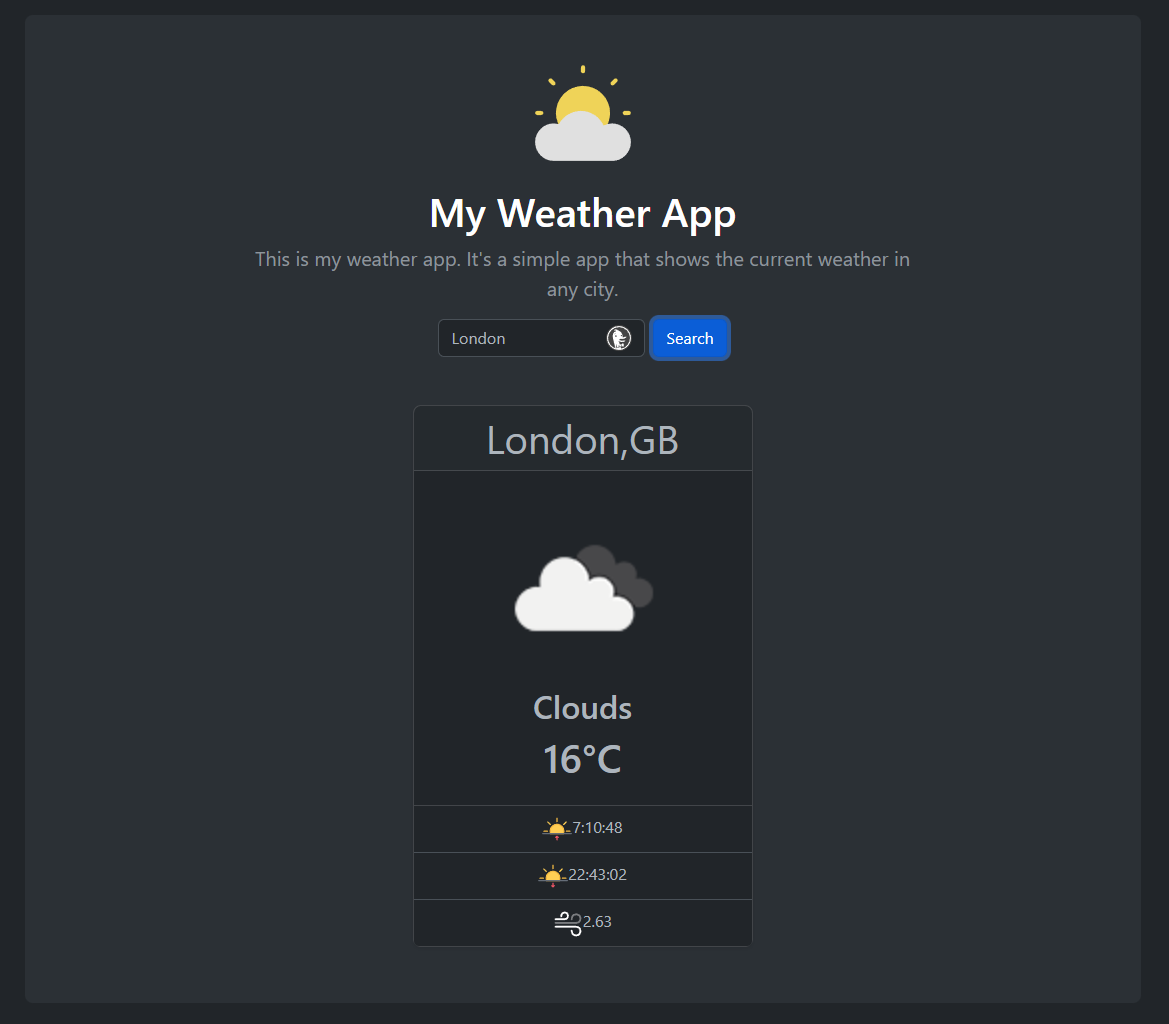 My Weather App
This is my weather app. It's a simple app that shows the current weather in
any city.
London
Search
London,GB
Clouds
16°C
7:10:48
22:43:02
2.63